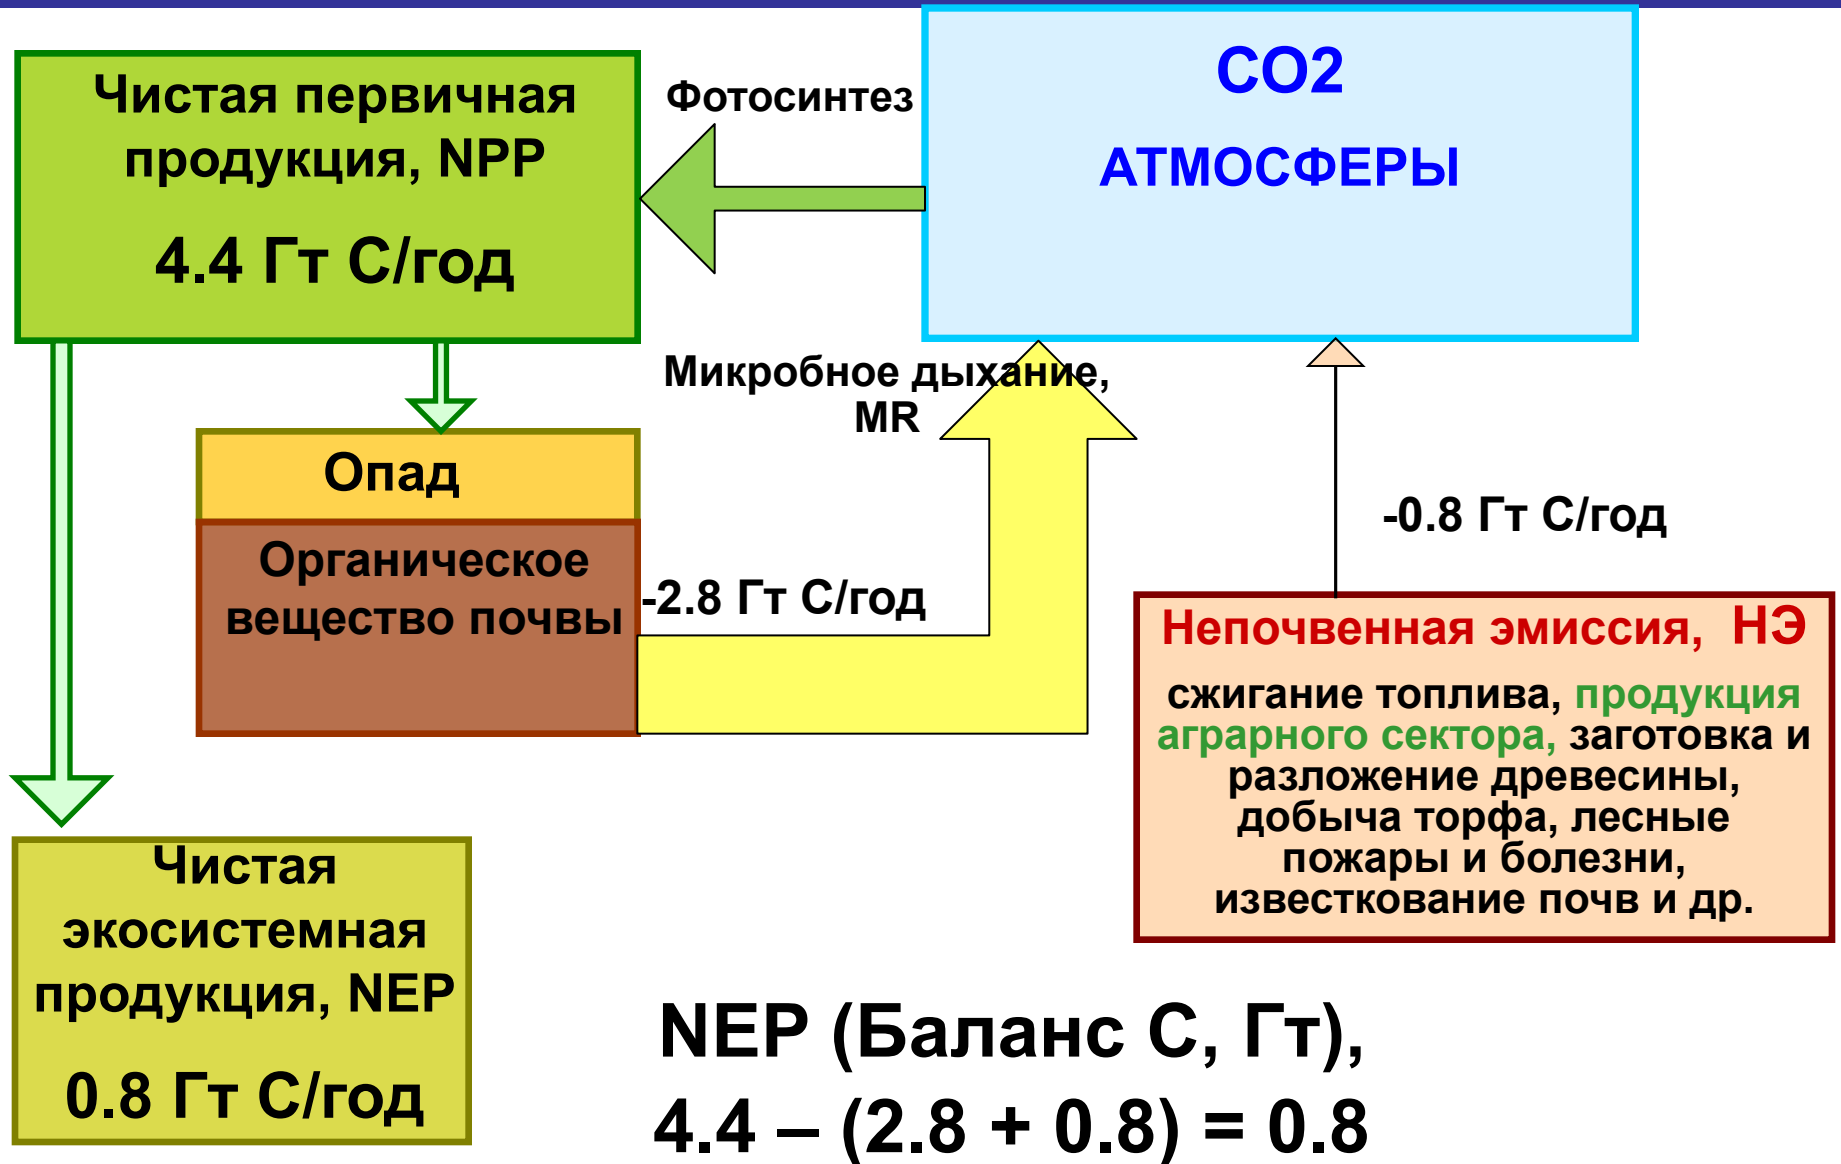 Чистая первичная
продукция, NPP
4.4 Гт С/год
Фотосинтез
СО2
АТМОСФЕРЫ
Микробное дыхание,
MR
Опад
Органическое
вещество почвы
-2.8 Гт С/год
-0.8 Гт С/год
Непочвенная эмиссия, НЭ
сжигание топлива, продукция
аграрного сектора, заготовка и
разложение древесины,
добыча торфа, лесные
пожары и болезни,
известкование почв и др.
Чистая
экосистемная
продукция, NEP
0.8 Гт С/год
NEP (Баланс С, Гт),
4.4 – (2.8 + 0.8) = 0.8